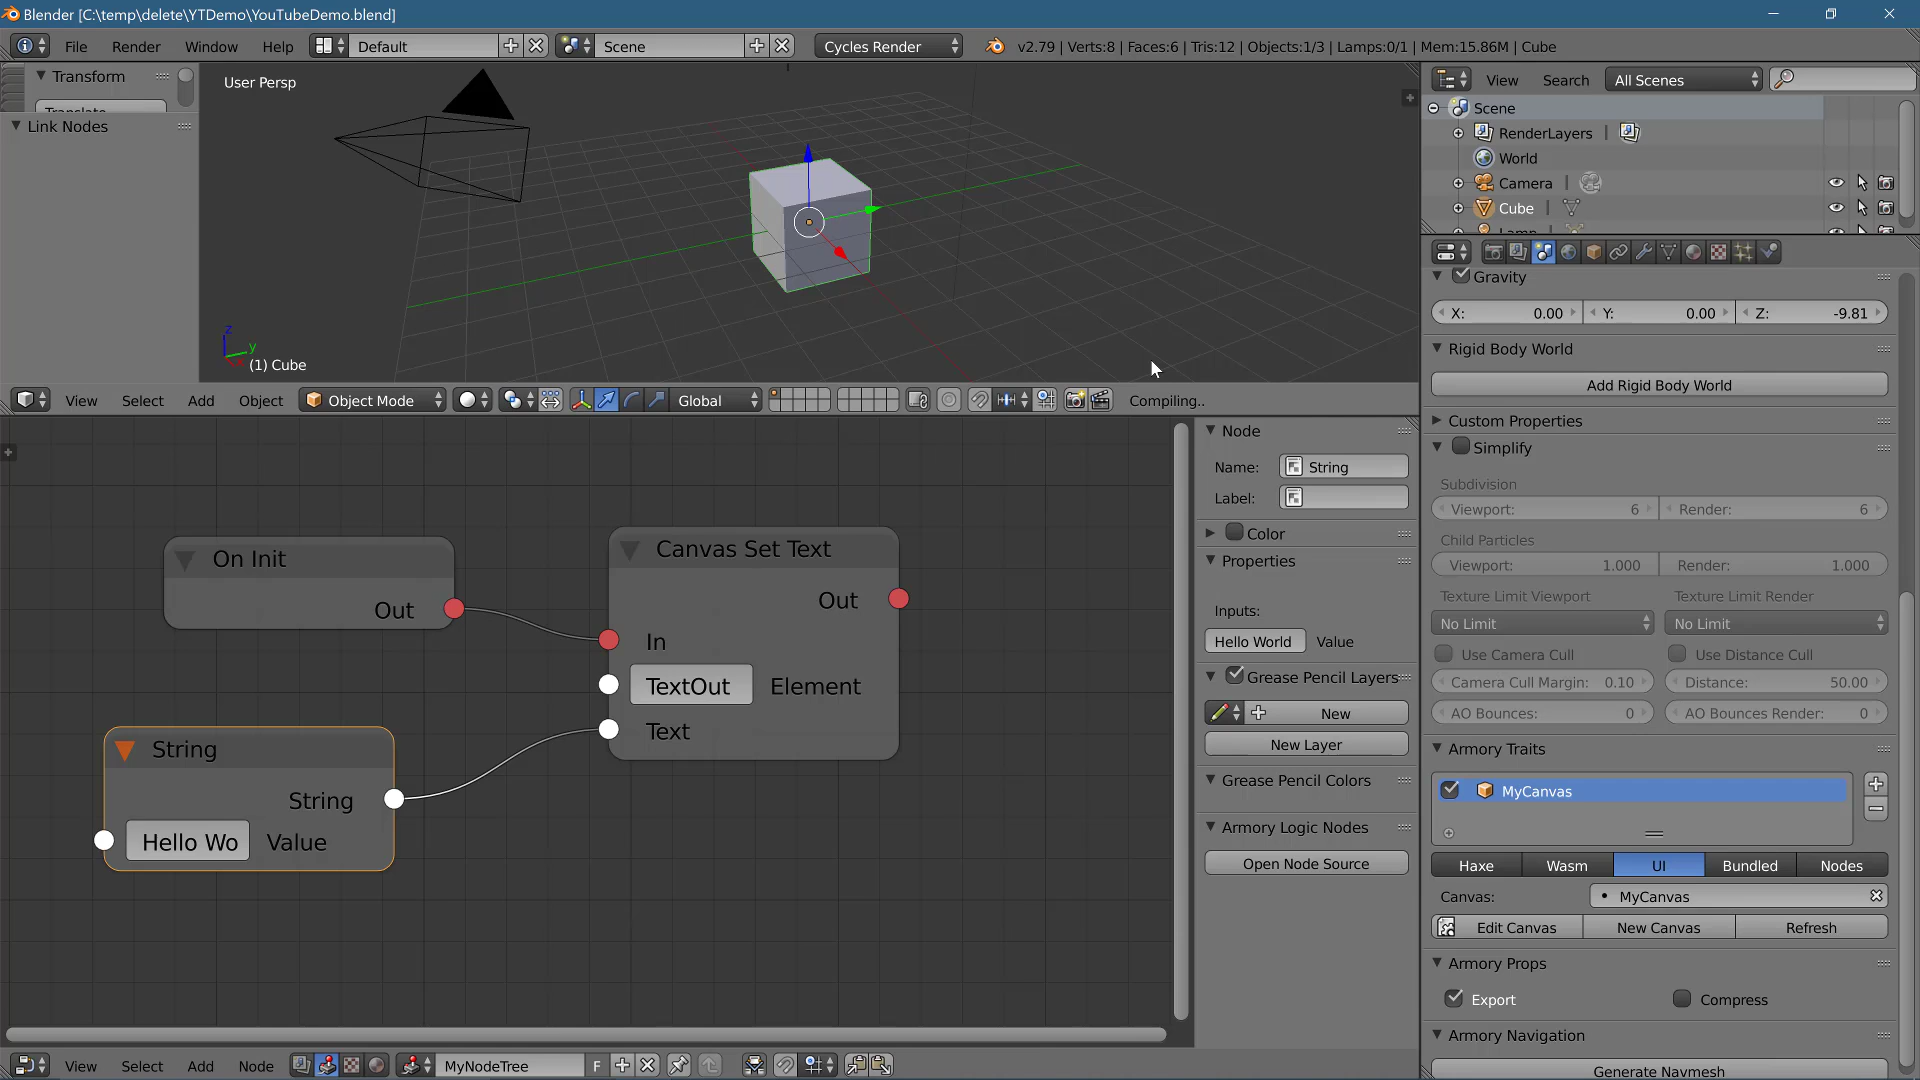 Blender [C:\temp\delete\YTDemo\YouTubeDemo.blend]
File Render Window Help Default Scene Cycles Render v2.79 | Verts:8 | Faces:6 | Tris:12 | Objects:1/3 | Lamps:0/1 | Mem:15.86M | Cube
Transform
Translate
Link Nodes
User Persp
z
y
(1) Cube
View Select Add Object Object Mode Global Compiling..
View Search All Scenes
Scene
RenderLayers
World
Camera
Cube
Lamp
Gravity
X: 0.00 Y: 0.00 Z: -9.81
Rigid Body World
Add Rigid Body World
Custom Properties
Simplify
Subdivision
Viewport: 6 Render: 6
Child Particles
Viewport: 1.000 Render: 1.000
Texture Limit Viewport Texture Limit Render
No Limit No Limit
Use Camera Cull Use Distance Cull
Camera Cull Margin: 0.10 Distance: 50.00
AO Bounces: 0 AO Bounces Render: 0
Armory Traits
MyCanvas
Haxe Wasm UI Bundled Nodes
Canvas: MyCanvas
Edit Canvas New Canvas Refresh
Armory Props
Export Compress
Armory Navigation
Generate Navmesh
On Init
Out
Canvas Set Text
Out
In
TextOut Element
Text
String
String
Hello Wo Value
Node
Name: String
Label:
Color
Properties
Inputs:
Hello World Value
Grease Pencil Layers
New
New Layer
Grease Pencil Colors
Armory Logic Nodes
Open Node Source
View Select Add Node MyNodeTree F